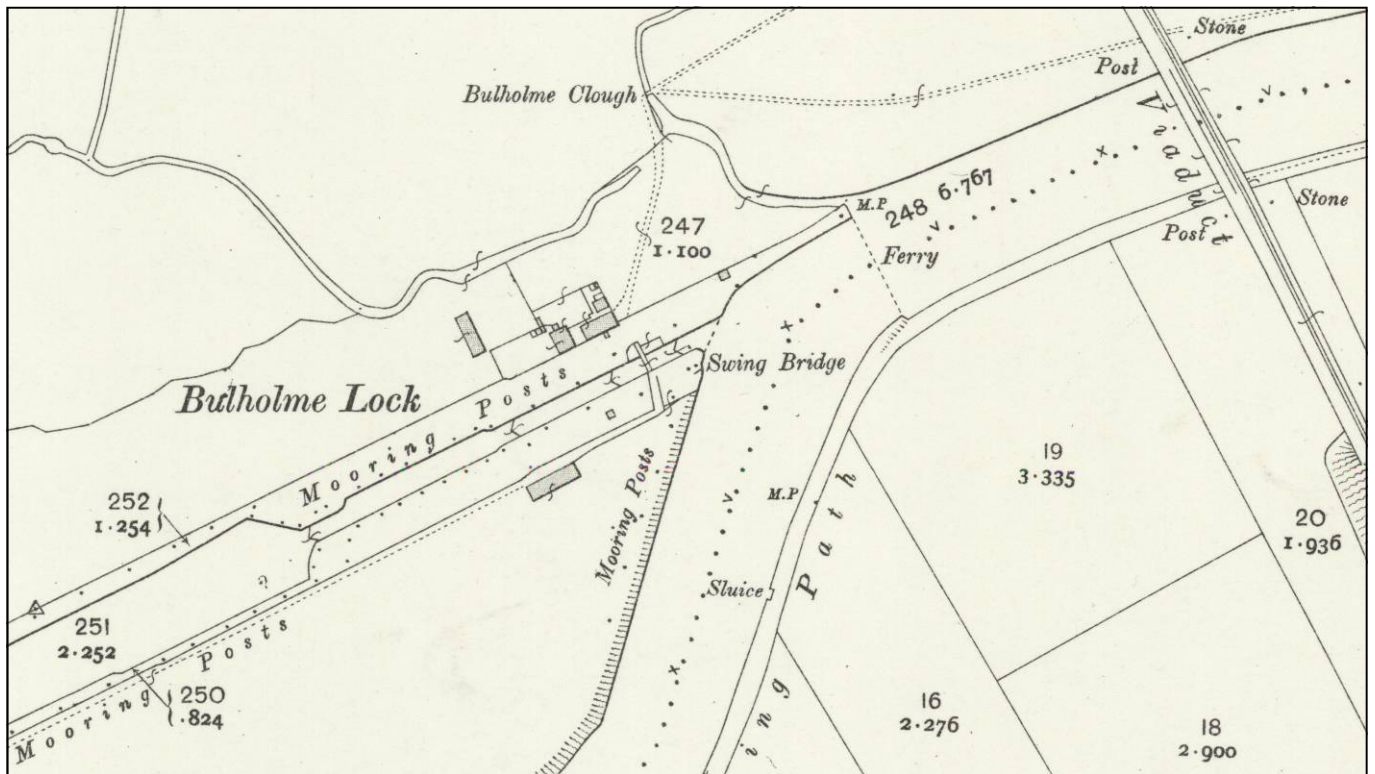 Stone
Post
Bulholme Clough
Viaduct
M.P
248 6.767
Stone
Post
247
1.100
Ferry
Swing Bridge
Bulholme Lock
Mooring Posts
Mooring Posts
19
3.335
252
1.254
M.P
20
1.936
Sluice
ing Path
251
2.252
Mooring Posts
250
.824
16
2.276
18
2.900